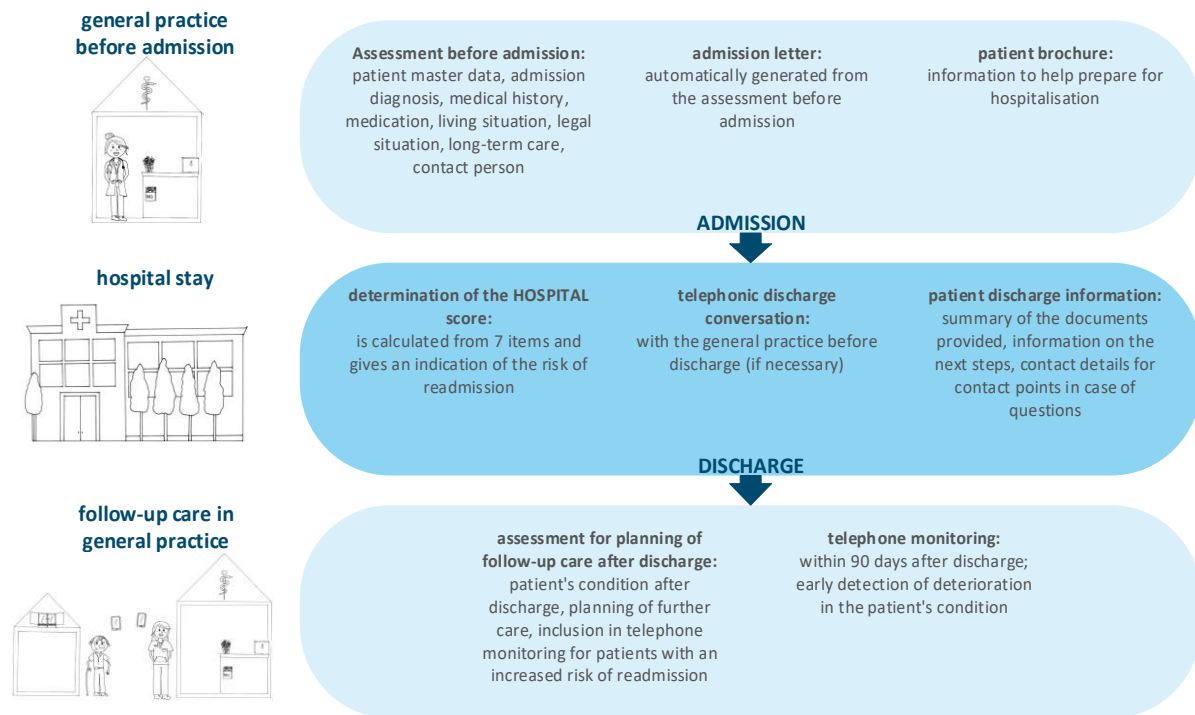 general practice
before admission
Assessment before admission:
patient master data, admission
diagnosis, medical history,
medication, living situation, legal
situation, long-term care,
contact person
admission letter:
automatically generated from
the assessment before
admission
patient brochure:
information to help prepare for
hospitalisation
ADMISSION
hospital stay
determination of the HOSPITAL
score:
is calculated from 7 items and
gives an indication of the risk of
readmission
telephonic discharge
conversation:
with the general practice before
discharge (if necessary)
patient discharge information:
summary of the documents
provided, information on the
next steps, contact details for
contact points in case of
questions
DISCHARGE
follow-up care in
general practice
assessment for planning of
follow-up care after discharge:
patient's condition after
discharge, planning of further
care, inclusion in telephone
monitoring for patients with an
increased risk of readmission
telephone monitoring:
within 90 days after discharge;
early detection of deterioration
in the patient's condition